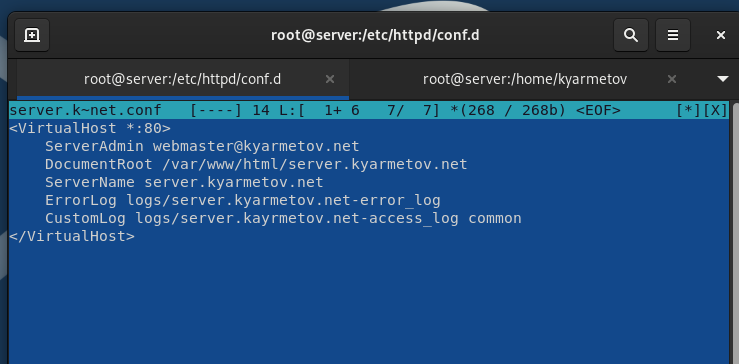 root@server:/etc/httpd/conf.d
root@server:/etc/httpd/conf.d × root@server:/home/kyarmetov ×
server.k~net.conf [----] 14 L:[ 1+ 6 7/ 7] *(268 / 268b) <EOF> [*][X]
<VirtualHost *:80>
ServerAdmin webmaster@kyarmetov.net
DocumentRoot /var/www/html/server.kyarmetov.net
ServerName server.kyarmetov.net
ErrorLog logs/server.kyarmetov.net-error_log
CustomLog logs/server.kayrmetov.net-access_log common
</VirtualHost>